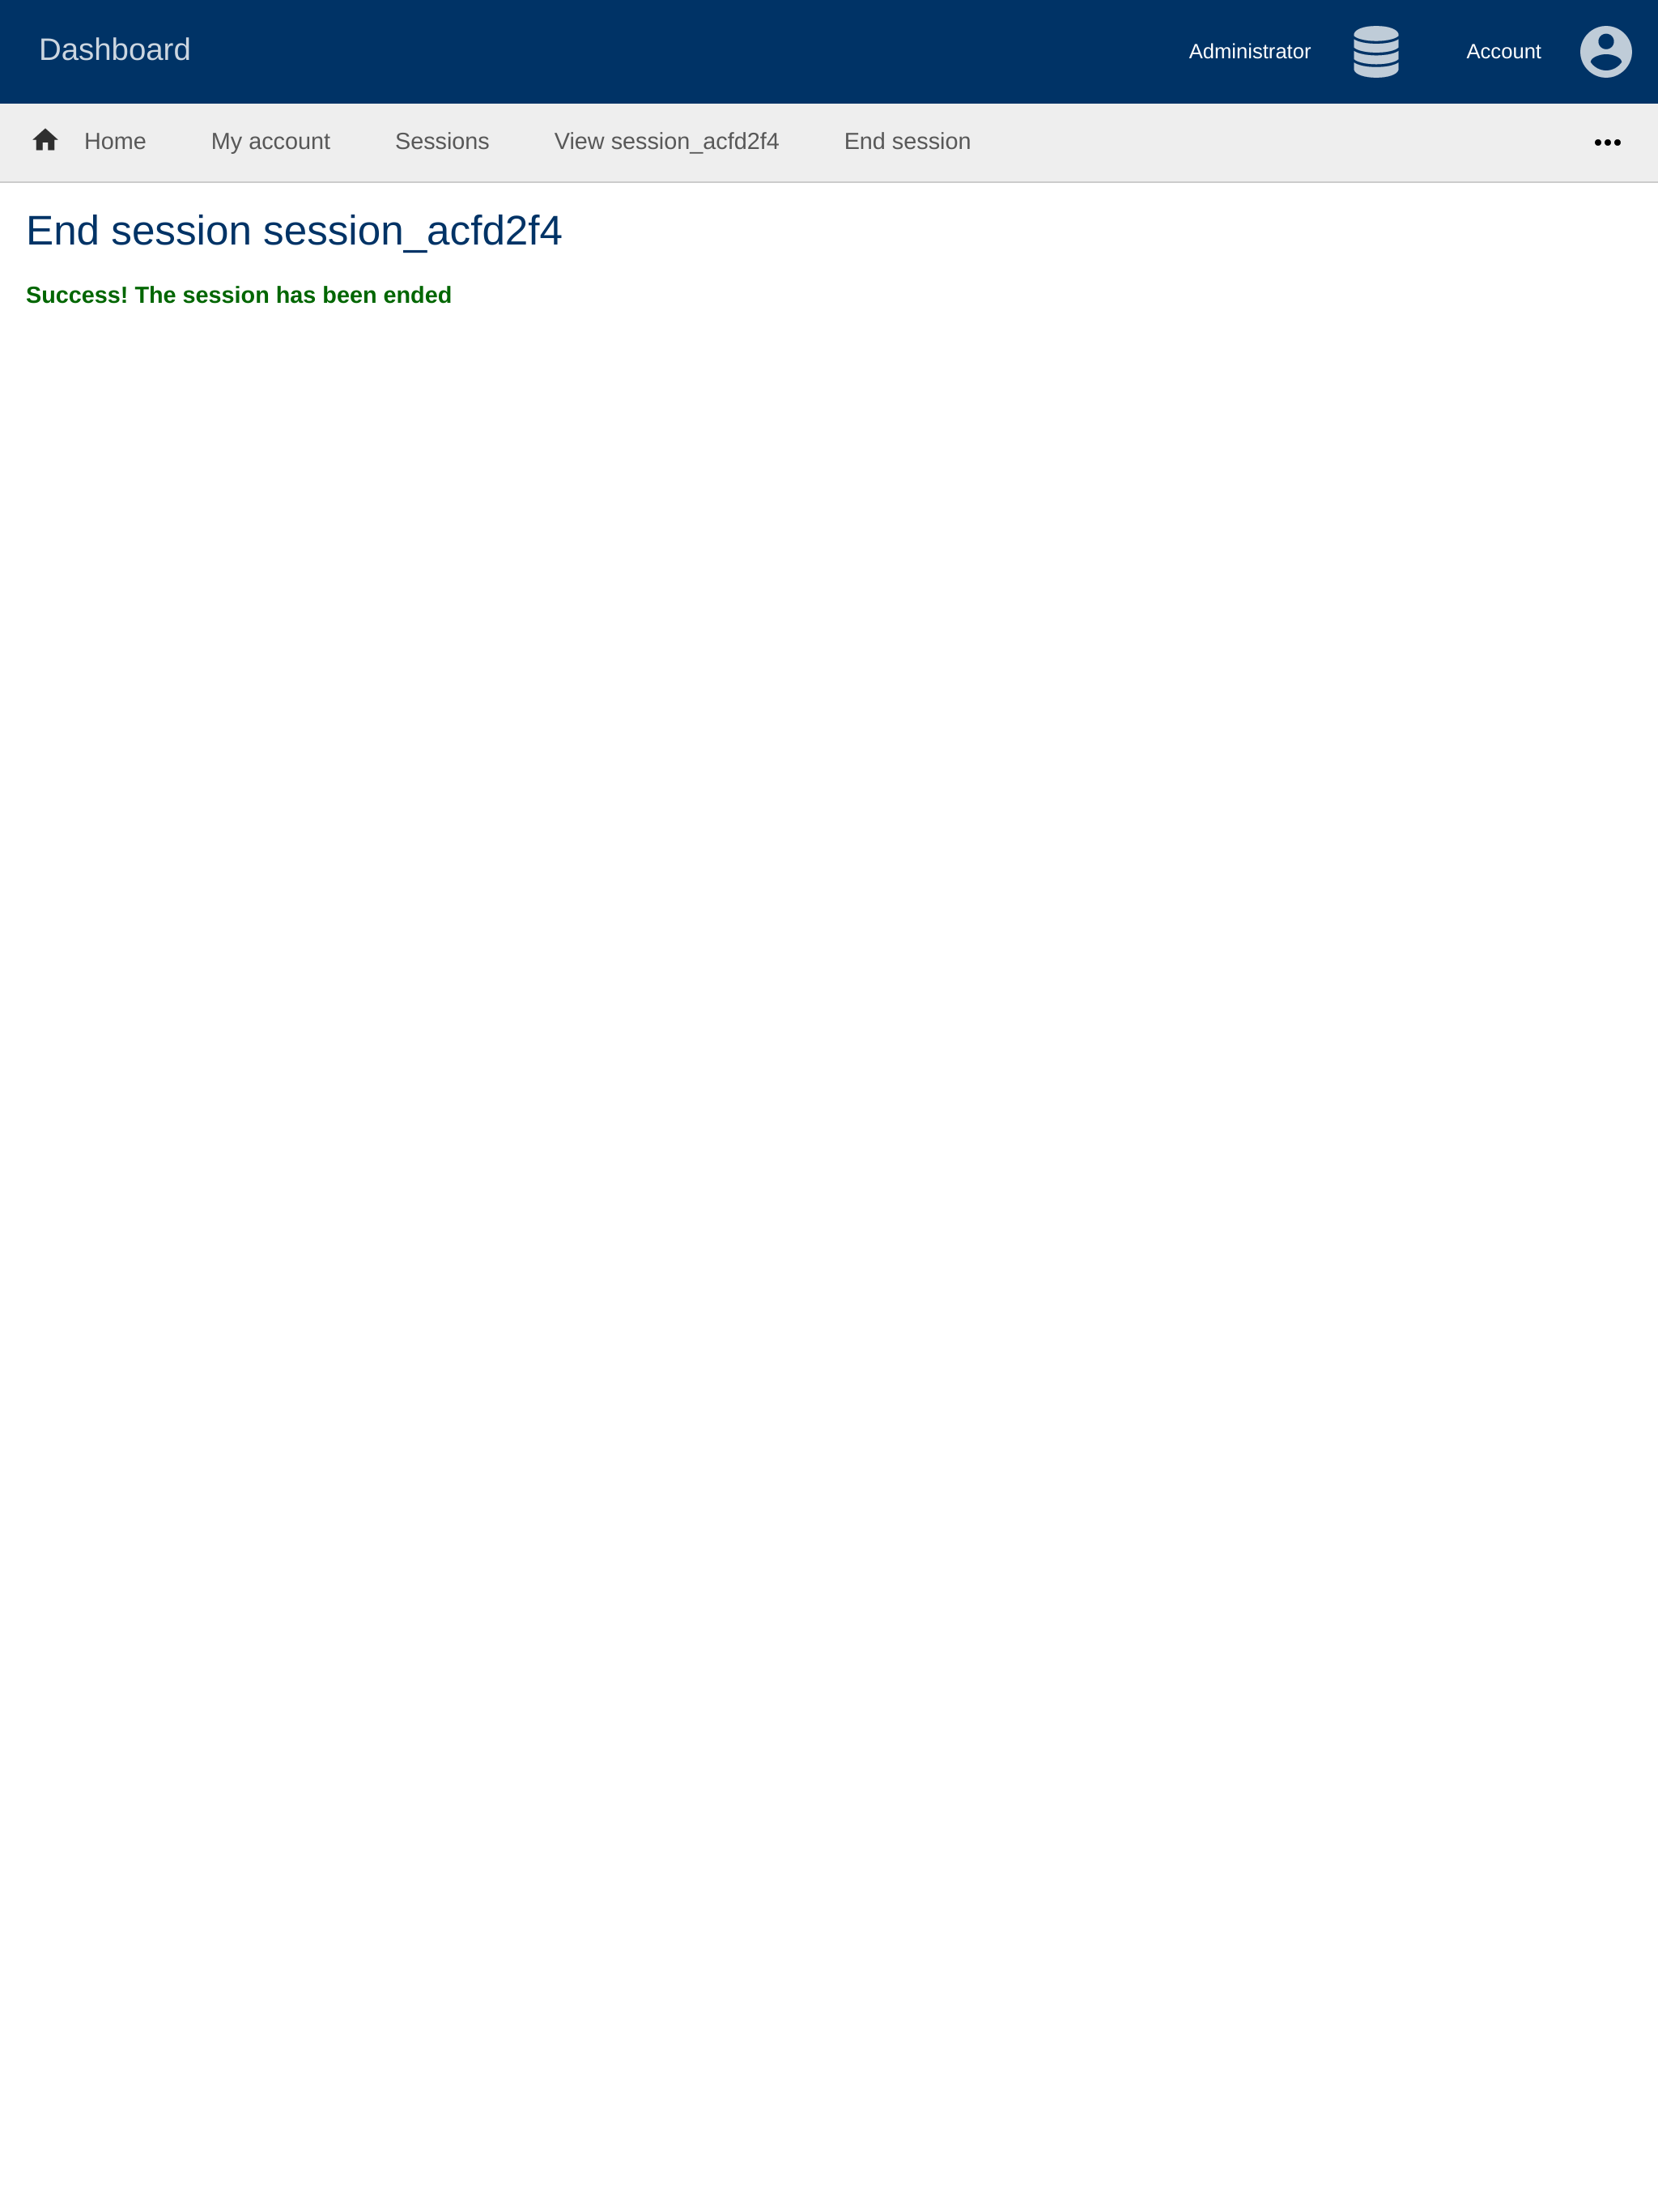 Dashboard
Administrator
Account
Home
My account
Sessions
View session_acfd2f4
End session
End session session_acfd2f4
Success! The session has been ended